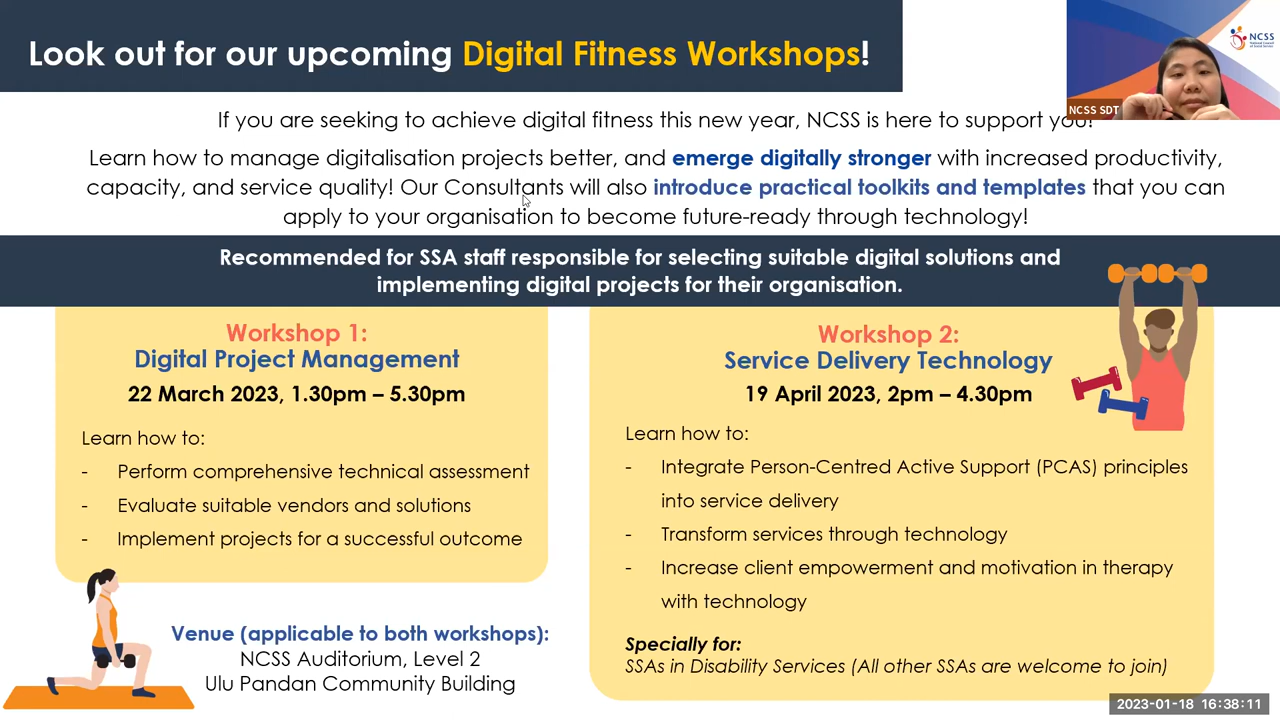 Look out for our upcoming Digital Fitness Workshops!
NCSS
NCSS SDT
If you are seeking to achieve digital fitness this new year, NCSS is here to support you!
Learn how to manage digitalisation projects better, and emerge digitally stronger with increased productivity,
capacity, and service quality! Our Consultants will also introduce practical toolkits and templates that you can
apply to your organisation to become future-ready through technology!
Recommended for SSA staff responsible for selecting suitable digital solutions and
implementing digital projects for their organisation.
Workshop 1:
Digital Project Management
22 March 2023, 1.30pm – 5.30pm
Learn how to:
- Perform comprehensive technical assessment
- Evaluate suitable vendors and solutions
- Implement projects for a successful outcome
Venue (applicable to both workshops):
NCSS Auditorium, Level 2
Ulu Pandan Community Building
Workshop 2:
Service Delivery Technology
19 April 2023, 2pm – 4.30pm
Learn how to:
- Integrate Person-Centred Active Support (PCAS) principles
into service delivery
- Transform services through technology
- Increase client empowerment and motivation in therapy
with technology
Specially for:
SSAs in Disability Services (All other SSAs are welcome to join)
2023-01-18 16:38:11